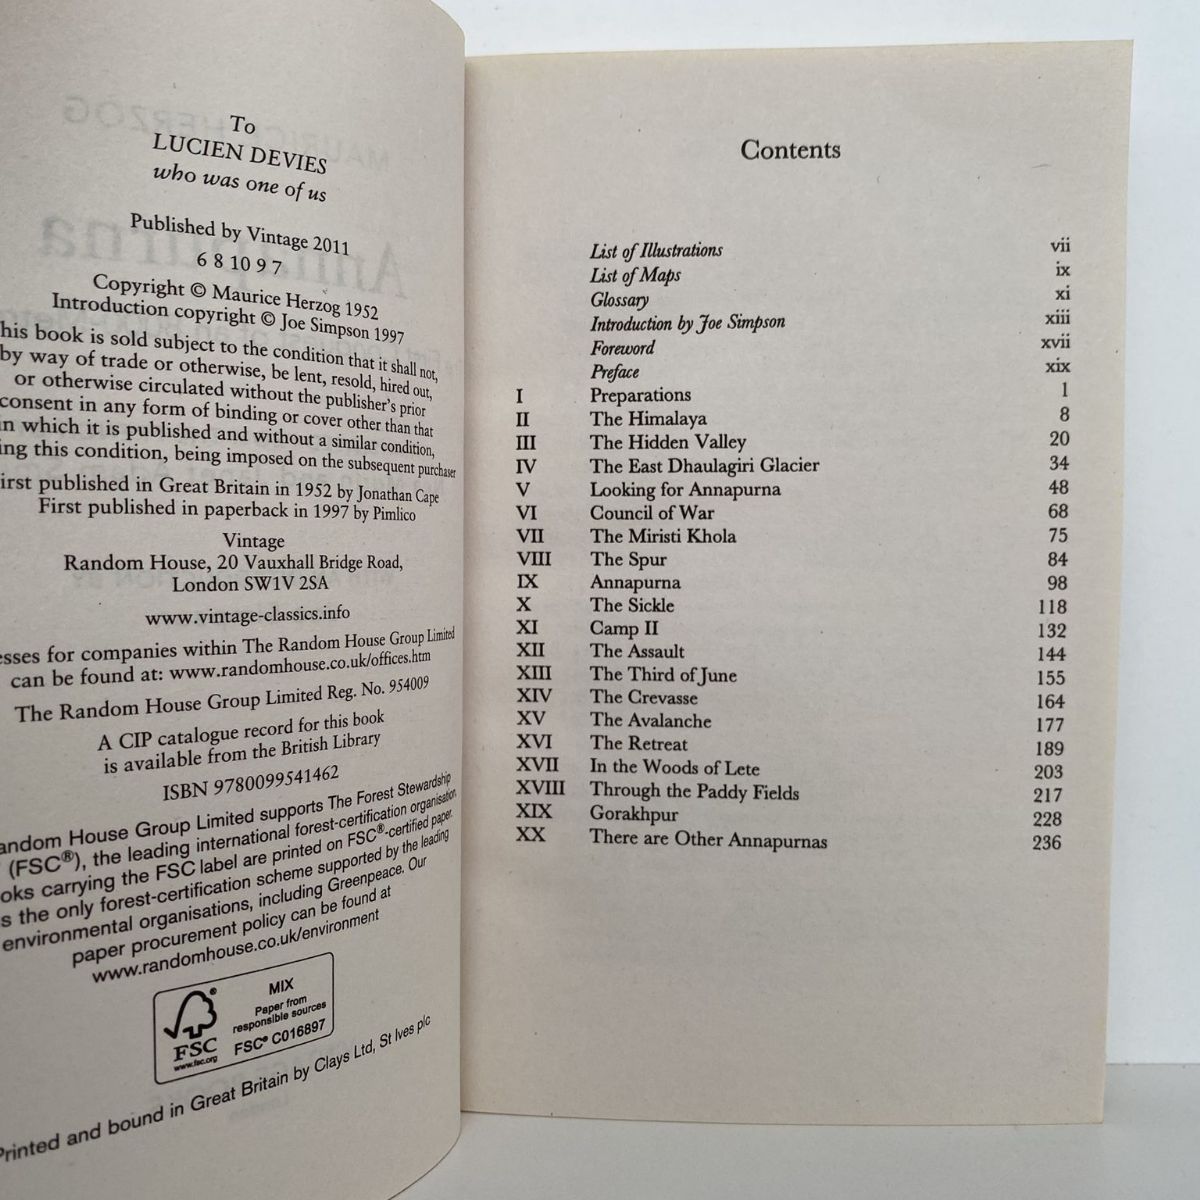 To
LUCIEN DEVIES
who was one of us
Published by Vintage 2011
6 8 10 9 7
Copyright © Maurice Herzog 1952
Introduction copyright © Joe Simpson 1997
his book is sold subject to the condition that it shall not,
by way of trade or otherwise, be lent, resold, hired out,
or otherwise circulated without the publisher's prior
consent in any form of binding or cover other than that
in which it is published and without a similar condition,
ing this condition, being imposed on the subsequent purchaser
irst published in Great Britain in 1952 by Jonathan Cape
First published in paperback in 1997 by Pimlico
Vintage
Random House, 20 Vauxhall Bridge Road,
London SW1V 2SA
www.vintage-classics.info
esses for companies within The Random House Group Limited
can be found at: www.randomhouse.co.uk/offices.htm
The Random House Group Limited Reg. No. 954009
A CIP catalogue record for this book
is available from the British Library
ISBN 9780099541462
andom House Group Limited supports The Forest Stewardship
(FSC®), the leading international forest-certification organisation.
oks carrying the FSC label are printed on FSC®-certified paper.
s the only forest-certification scheme supported by the leading
environmental organisations, including Greenpeace. Our
paper procurement policy can be found at
www.randomhouse.co.uk/environment
MIX
Paper from
responsible sources
FSC® C016897
FSC
www.fsc.org
Printed and bound in Great Britain by Clays Ltd, St Ives plc
Contents
List of Illustrations vii
List of Maps ix
Glossary xi
Introduction by Joe Simpson xiii
Foreword xvii
Preface xix
I Preparations 1
II The Himalaya 8
III The Hidden Valley 20
IV The East Dhaulagiri Glacier 34
V Looking for Annapurna 48
VI Council of War 68
VII The Miristi Khola 75
VIII The Spur 84
IX Annapurna 98
X The Sickle 118
XI Camp II 132
XII The Assault 144
XIII The Third of June 155
XIV The Crevasse 164
XV The Avalanche 177
XVI The Retreat 189
XVII In the Woods of Lete 203
XVIII Through the Paddy Fields 217
XIX Gorakhpur 228
XX There are Other Annapurnas 236